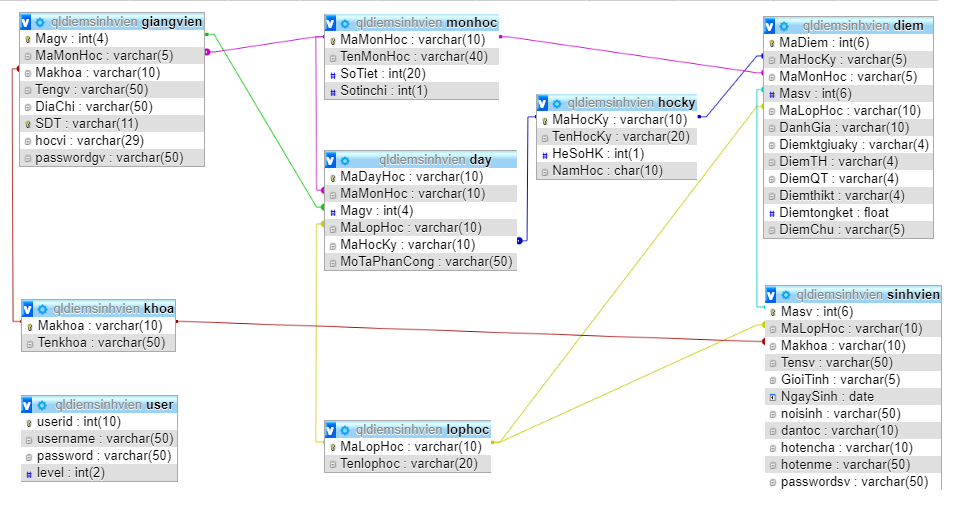 qldiemsinhvien giangvien
Magv : int(4)
MaMonHoc : varchar(5)
Makhoa : varchar(10)
Tengv : varchar(50)
DiaChi : varchar(50)
SDT : varchar(11)
hocvi : varchar(29)
passwordgv : varchar(50)
qldiemsinhvien monhoc
MaMonHoc : varchar(10)
TenMonHoc : varchar(40)
SoTiet : int(20)
Sotinchi : int(1)
qldiemsinhvien hocky
MaHocKy : varchar(10)
TenHocKy : varchar(20)
HeSoHK : int(1)
NamHoc : char(10)
qldiemsinhvien diem
MaDiem : int(6)
MaHocKy : varchar(5)
MaMonHoc : varchar(5)
Masv : int(6)
MaLopHoc : varchar(10)
DanhGia : varchar(10)
Diemktgiuaky : varchar(4)
DiemTH : varchar(4)
DiemQT : varchar(4)
Diemthikt : varchar(4)
Diemtongket : float
DiemChu : varchar(5)
qldiemsinhvien day
MaDayHoc : varchar(10)
MaMonHoc : varchar(10)
Magv : int(4)
MaLopHoc : varchar(10)
MaHocKy : varchar(10)
MoTaPhanCong : varchar(50)
qldiemsinhvien khoa
Makhoa : varchar(10)
Tenkhoa : varchar(50)
qldiemsinhvien sinhvien
Masv : int(6)
MaLopHoc : varchar(10)
Makhoa : varchar(10)
Tensv : varchar(50)
GioiTinh : varchar(5)
NgaySinh : date
noisinh : varchar(50)
dantoc : varchar(10)
hotencha : varchar(10)
hotenme : varchar(50)
passwordsv : varchar(50)
qldiemsinhvien user
userid : int(10)
username : varchar(50)
password : varchar(50)
level : int(2)
qldiemsinhvien lophoc
MaLopHoc : varchar(10)
Tenlophoc : varchar(20)